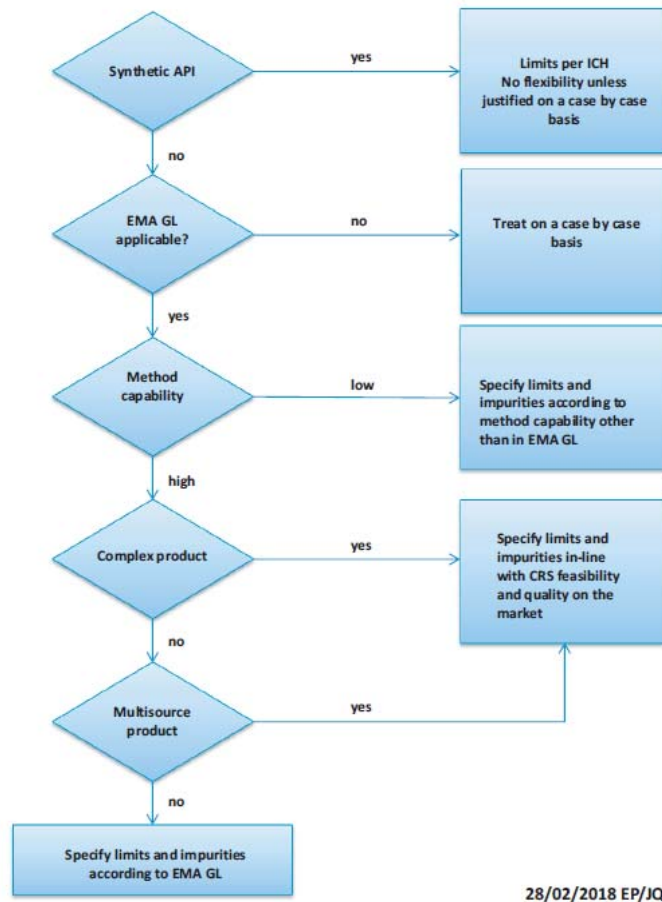 Synthetic API
yes
Limits per ICH
No flexibility unless
justified on a case by case
basis
no
EMA GL
applicable?
no
Treat on a case by case
basis
yes
Method
capability
low
Specify limits and
impurities according to
method capability other
than in EMA GL
high
Complex product
yes
Specify limits and
impurities in-line
with CRS feasibility
and quality on the
market
no
Multisource
product
yes
no
Specify limits and impurities
according to EMA GL
28/02/2018 EP/JQ